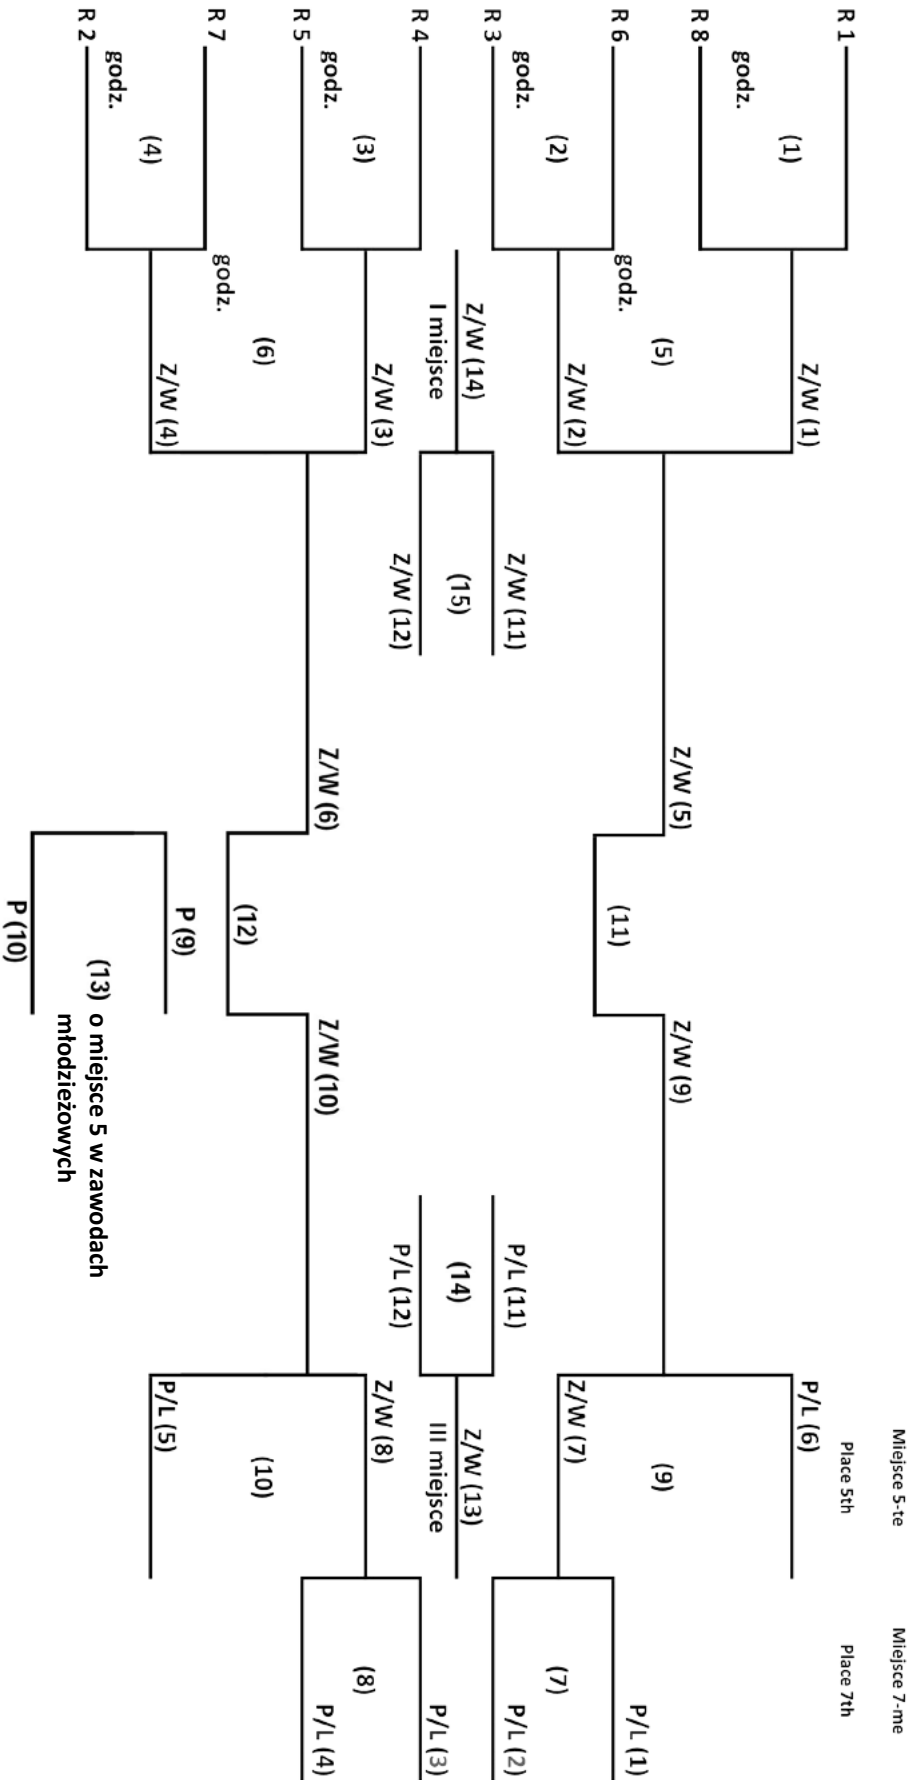 R 1
R 8
R 6
R 3
R 4
R 5
R 7
R 2
godz.
(1)
godz.
(2)
godz.
(3)
godz.
(4)
godz.
(5)
godz.
(6)
Z/W (1)
Z/W (2)
Z/W (3)
Z/W (4)
Z/W (14)
I miejsce
Z/W (11)
(15)
Z/W (12)
Z/W (5)
(11)
Z/W (9)
Z/W (6)
(12)
Z/W (10)
P (9)
(13) o miejsce 5 w zawodach
młodzieżowych
P (10)
P/L (11)
(14)
P/L (12)
Z/W (13)
III miejsce
P/L (6)
(9)
Z/W (7)
Z/W (8)
(10)
P/L (5)
P/L (1)
(7)
P/L (2)
P/L (3)
(8)
P/L (4)
Miejsce 5-te
Place 5th
Miejsce 7-me
Place 7th